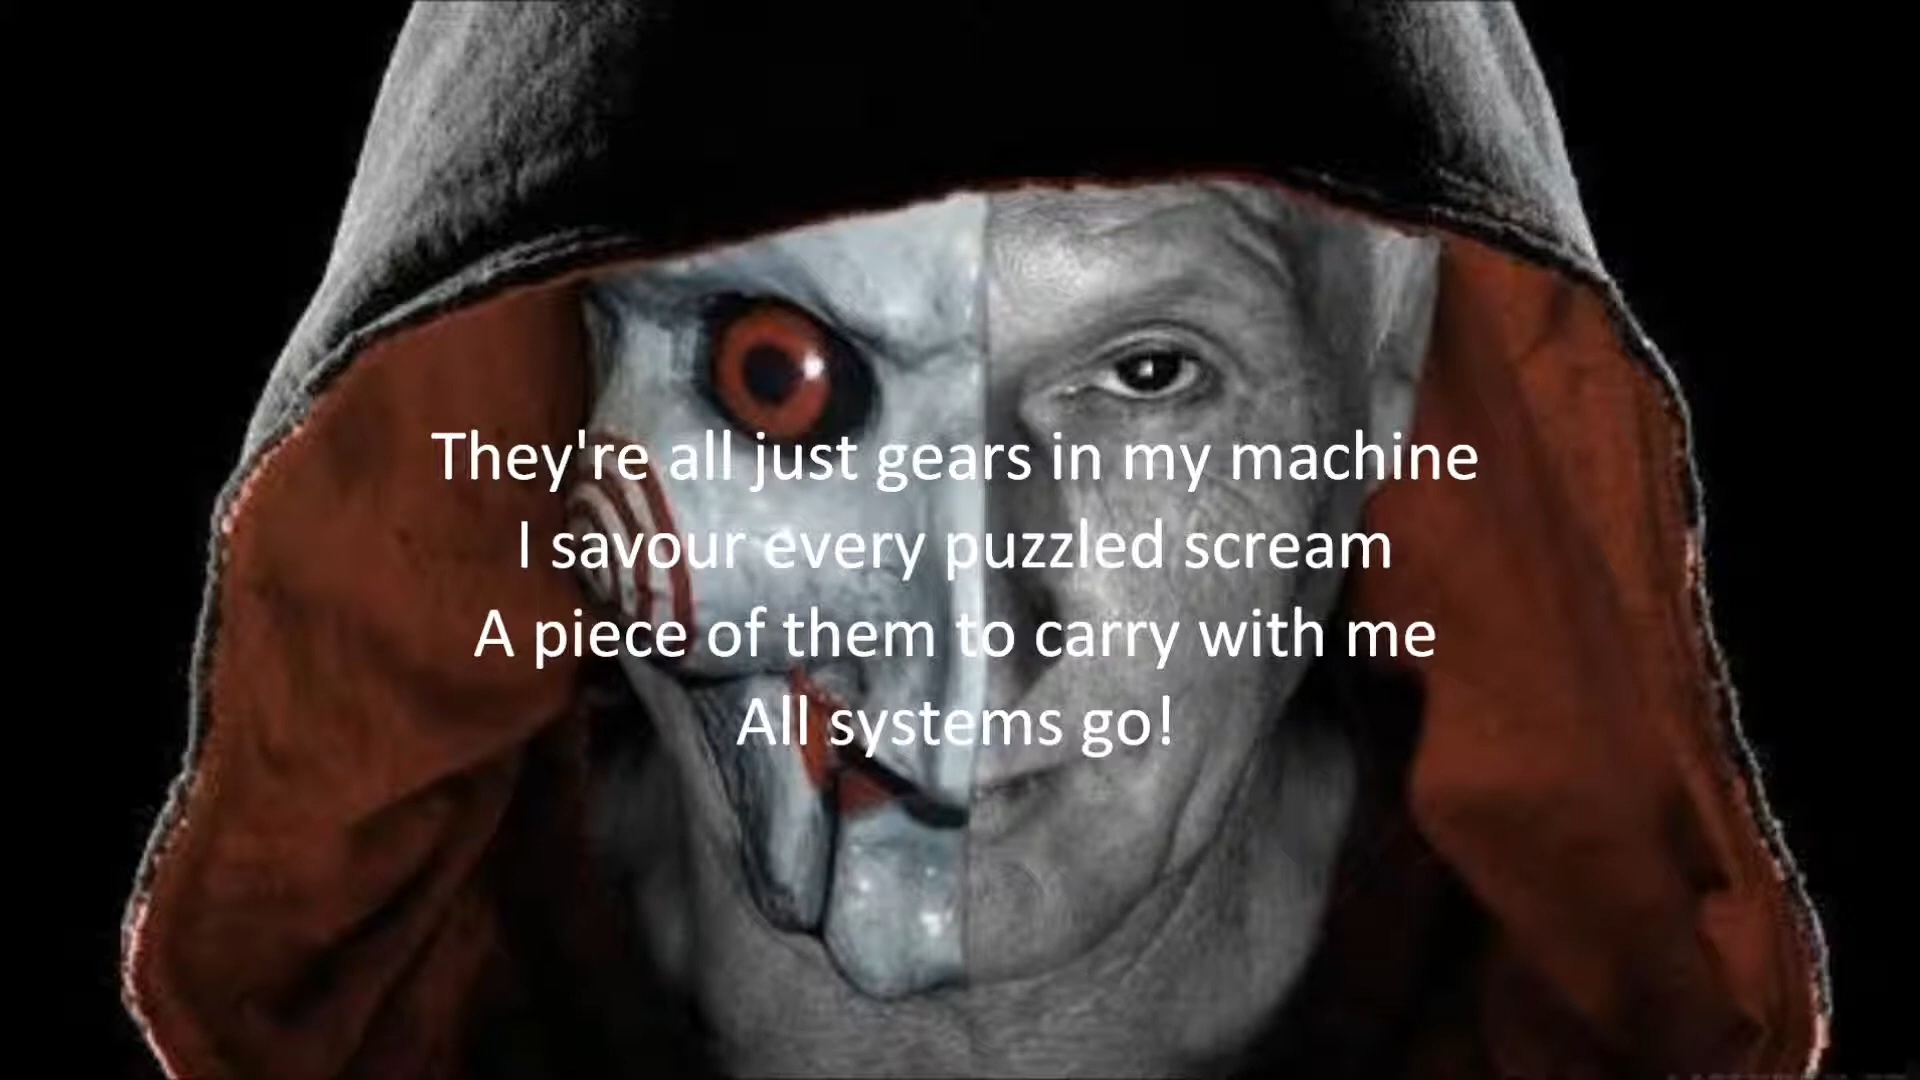 They're all just gears in my machine
I savour every puzzled scream
A piece of them to carry with me
All systems go!